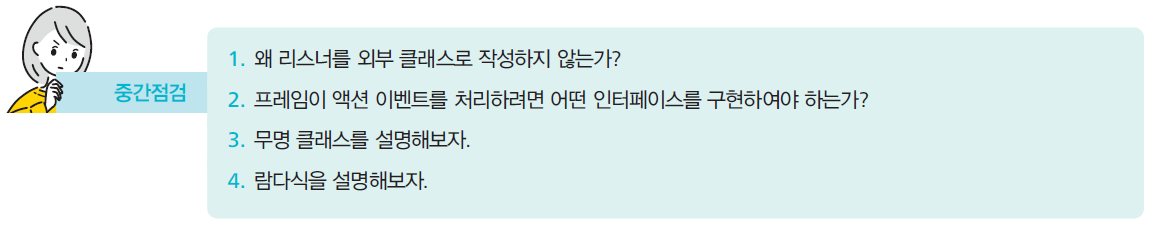 중간점검
1. 왜 리스너를 외부 클래스로 작성하지 않는가?
2. 프레임이 액션 이벤트를 처리하려면 어떤 인터페이스를 구현하여야 하는가?
3. 무명 클래스를 설명해보자.
4. 람다식을 설명해보자.